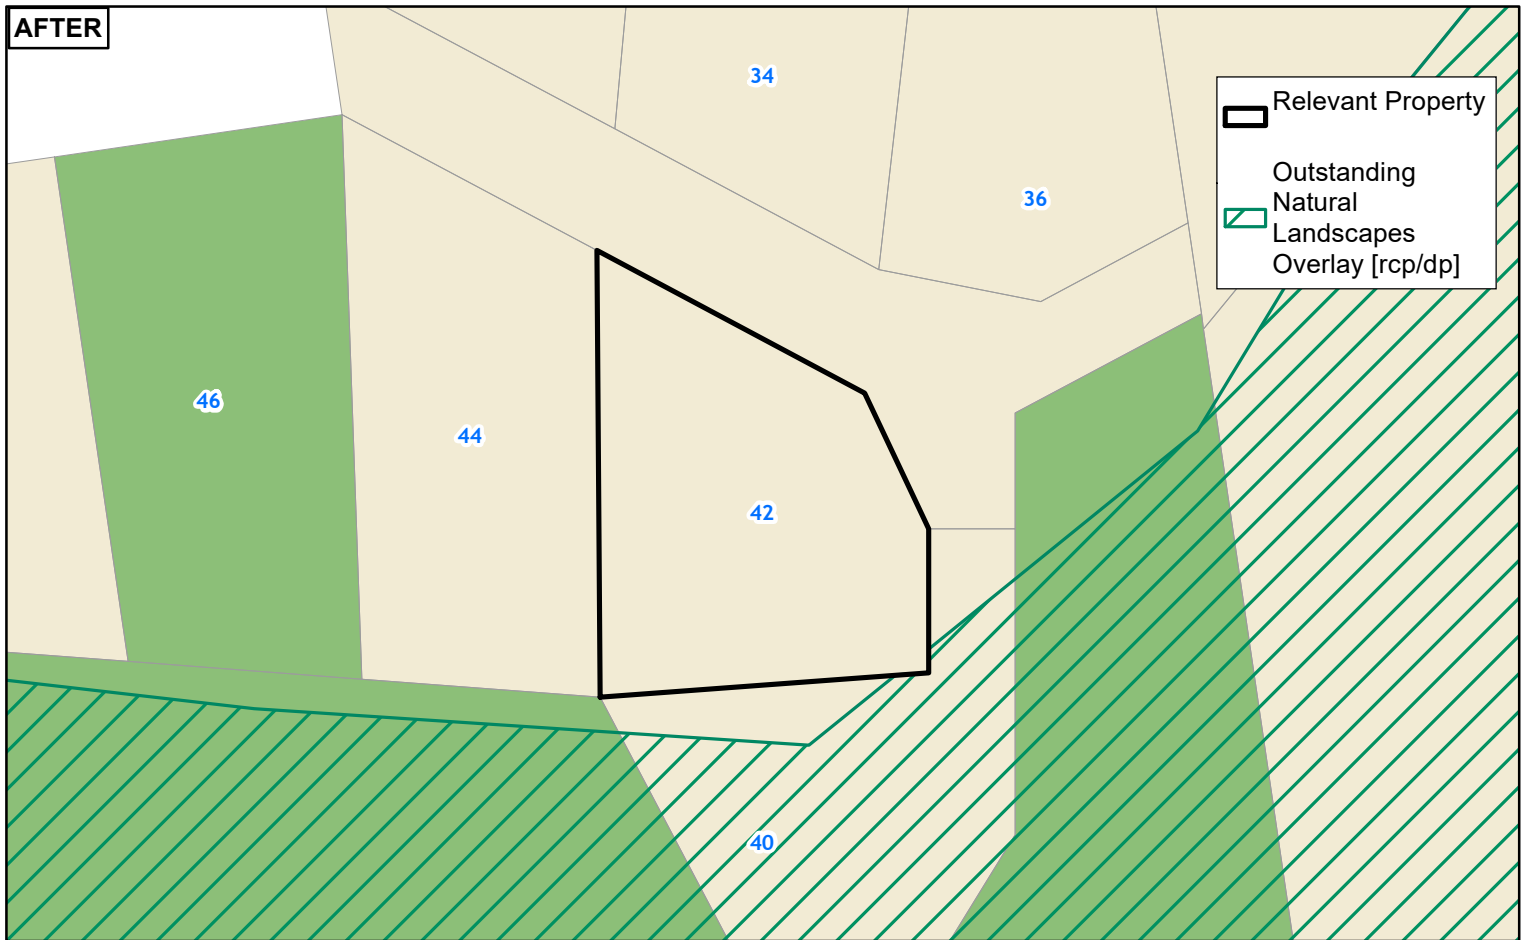 AFTER
34
Relevant Property
Outstanding
Natural
Landscapes
Overlay [rcp/dp]
36
46
44
42
40